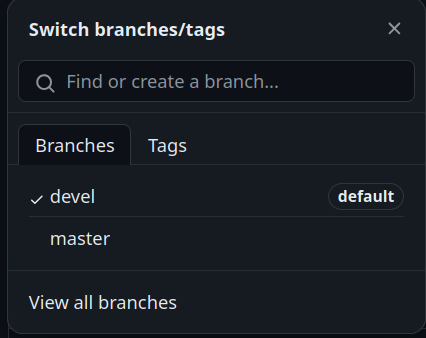 Switch branches/tags
Find or create a branch...
Branches Tags
devel default
master
View all branches